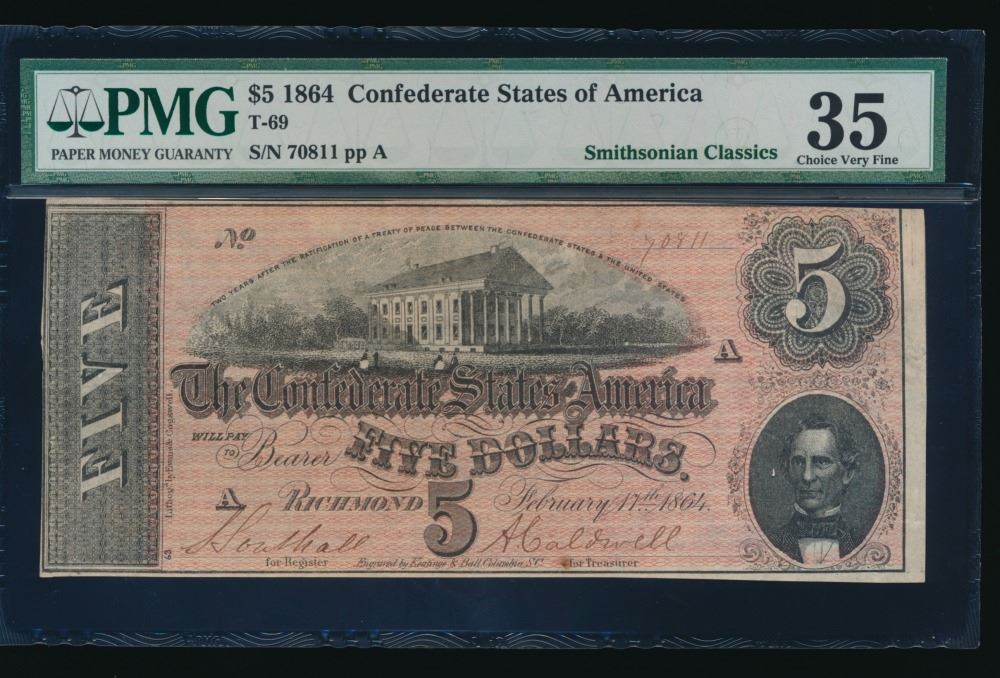 PMG
PAPER MONEY GUARANTY
$5 1864 Confederate States of America
T-69
S/N 70811 pp A
Smithsonian Classics
35
Choice Very Fine
No 70811
TWO YEARS AFTER THE RATIFICATION OF A TREATY OF PEACE BETWEEN THE CONFEDERATE STATES & THE UNITED STATES
5
A
FIVE
The Confederate States of America
WILL PAY
TO Bearer FIVE DOLLARS.
A RICHMOND 5 February 17th 1864.
63
for Register
Engraved by Keatinge & Ball, Columbia, S.C.
for Treasurer
A Caldwell